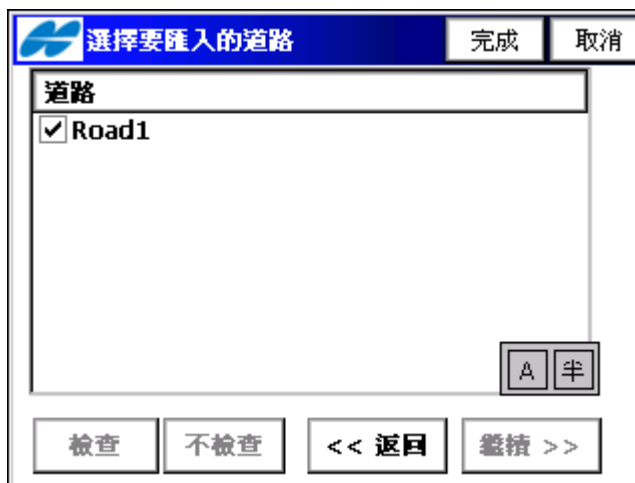 選擇要匯入的道路 完成 取消
道路
Road1
A 半
檢查 不檢查 << 返回 繼續 >>